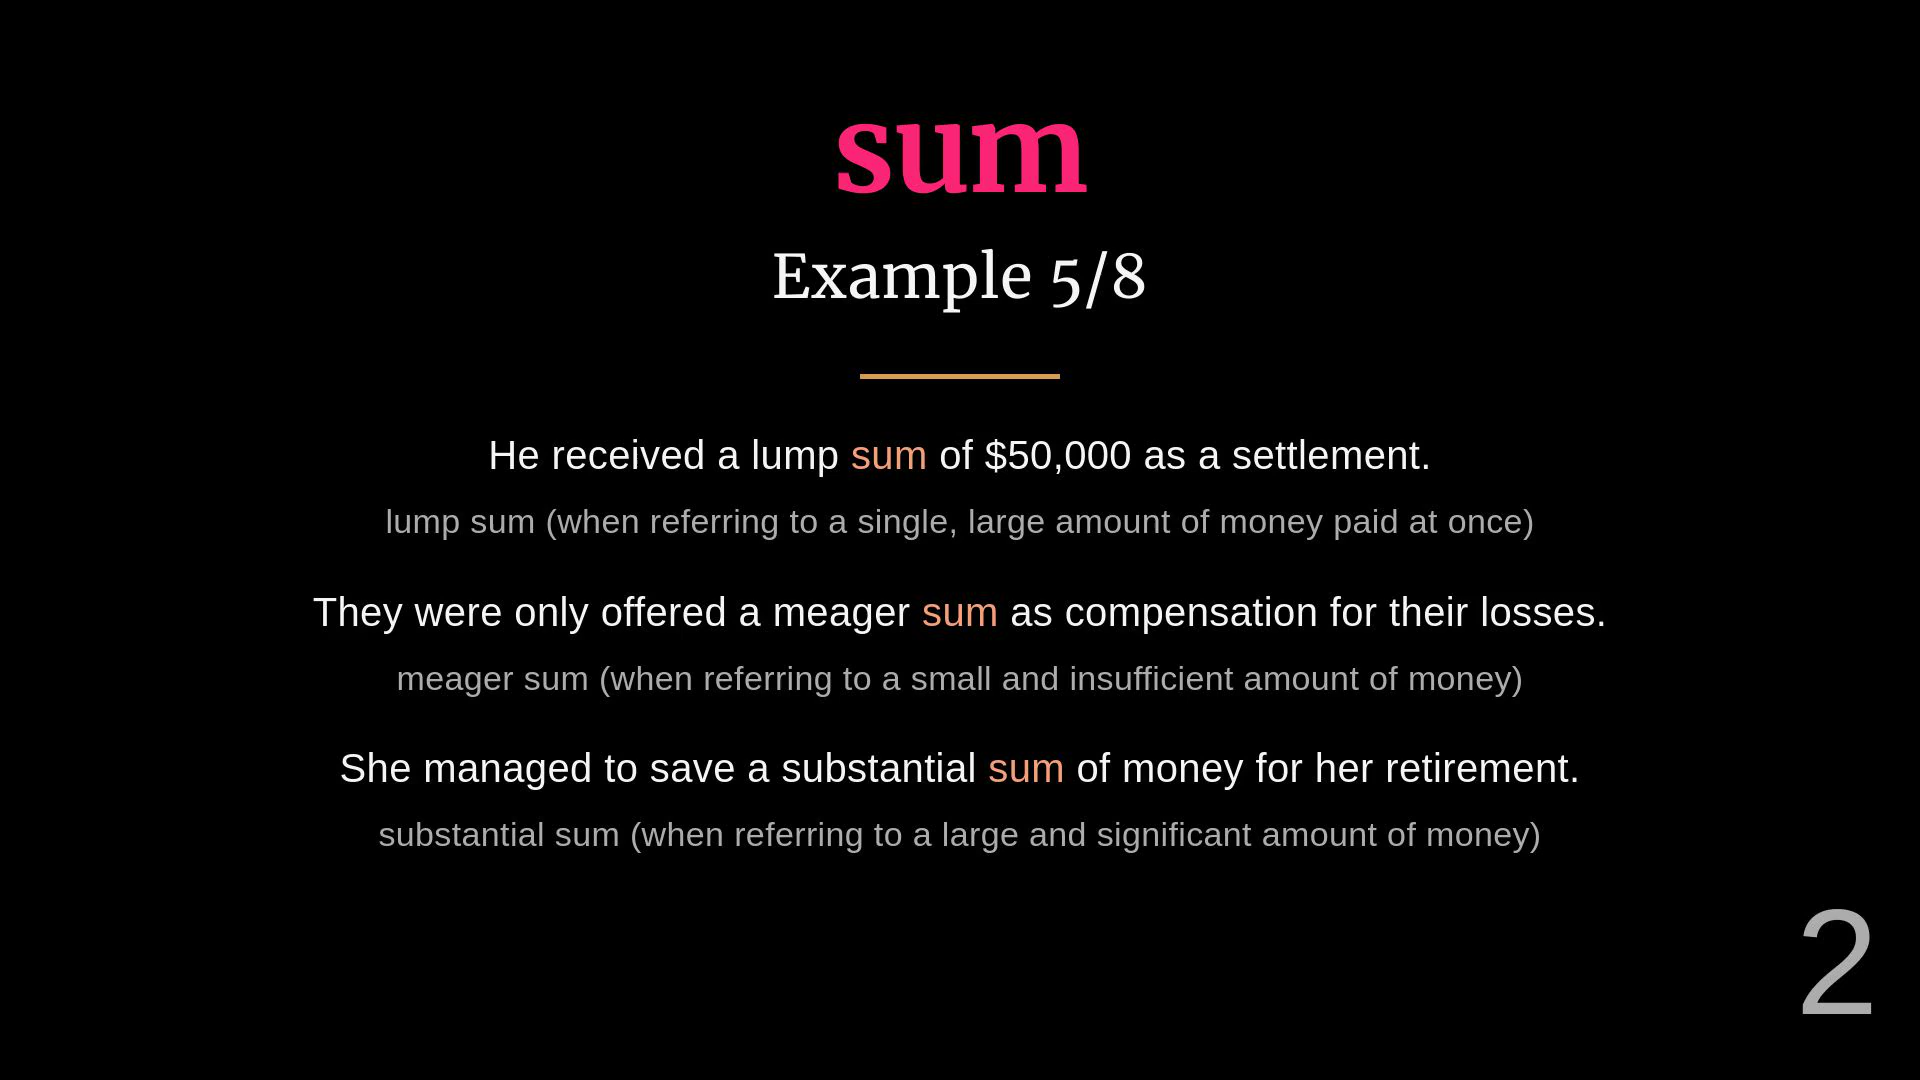 sum
Example 5/8
He received a lump sum of $50,000 as a settlement.
lump sum (when referring to a single, large amount of money paid at once)
They were only offered a meager sum as compensation for their losses.
meager sum (when referring to a small and insufficient amount of money)
She managed to save a substantial sum of money for her retirement.
substantial sum (when referring to a large and significant amount of money)
2